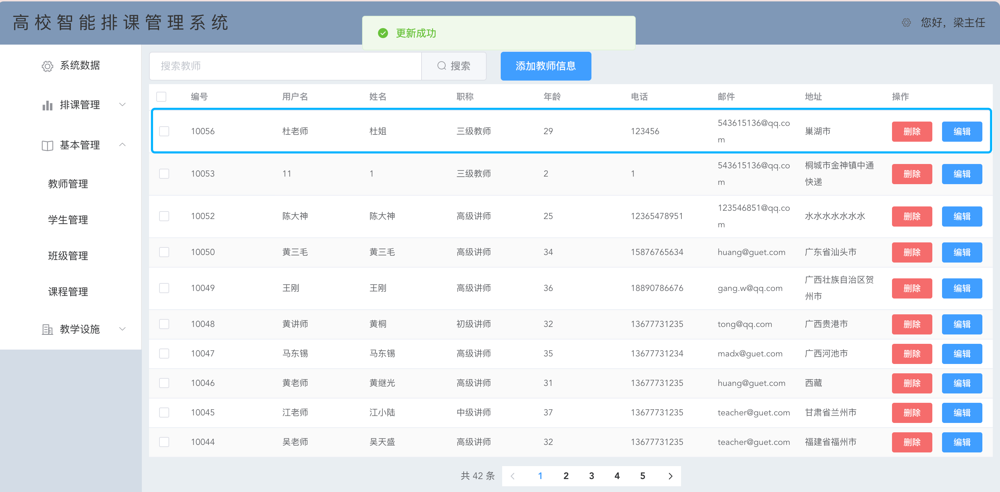 高校智能排课管理系统
更新成功
您好，梁主任
系统数据
排课管理
基本管理
教师管理
学生管理
班级管理
课程管理
教学设施
搜索教师
搜索
添加教师信息
编号 用户名 姓名 职称 年龄 电话 邮件 地址 操作
10056 杜老师 杜姐 三级教师 29 123456 543615136@qq.co
m 巢湖市 删除 编辑
10053 11 1 三级教师 2 1 543615136@qq.co
m 桐城市金神镇中通
快递 删除 编辑
10052 陈大神 陈大神 高级讲师 25 12365478951 123546851@qq.co
m 水水水水水水水 删除 编辑
10050 黄三毛 黄三毛 高级讲师 34 15876765634 huang@guet.com 广东省汕头市 删除 编辑
10049 王刚 王刚 高级讲师 36 18890786676 gang.w@qq.com 广西壮族自治区贺
州市 删除 编辑
10048 黄讲师 黄桐 初级讲师 32 13677731235 tong@qq.com 广西贵港市 删除 编辑
10047 马东锡 马东锡 高级讲师 35 13677731234 madx@guet.com 广西河池市 删除 编辑
10046 黄老师 黄继光 高级讲师 31 13677731235 huang@guet.com 西藏 删除 编辑
10045 江老师 江小陆 中级讲师 37 13677731235 teacher@guet.com 甘肃省兰州市 删除 编辑
10044 吴老师 吴天盛 高级讲师 32 13677731235 teacher@guet.com 福建省福州市 删除 编辑
共 42 条 1 2 3 4 5